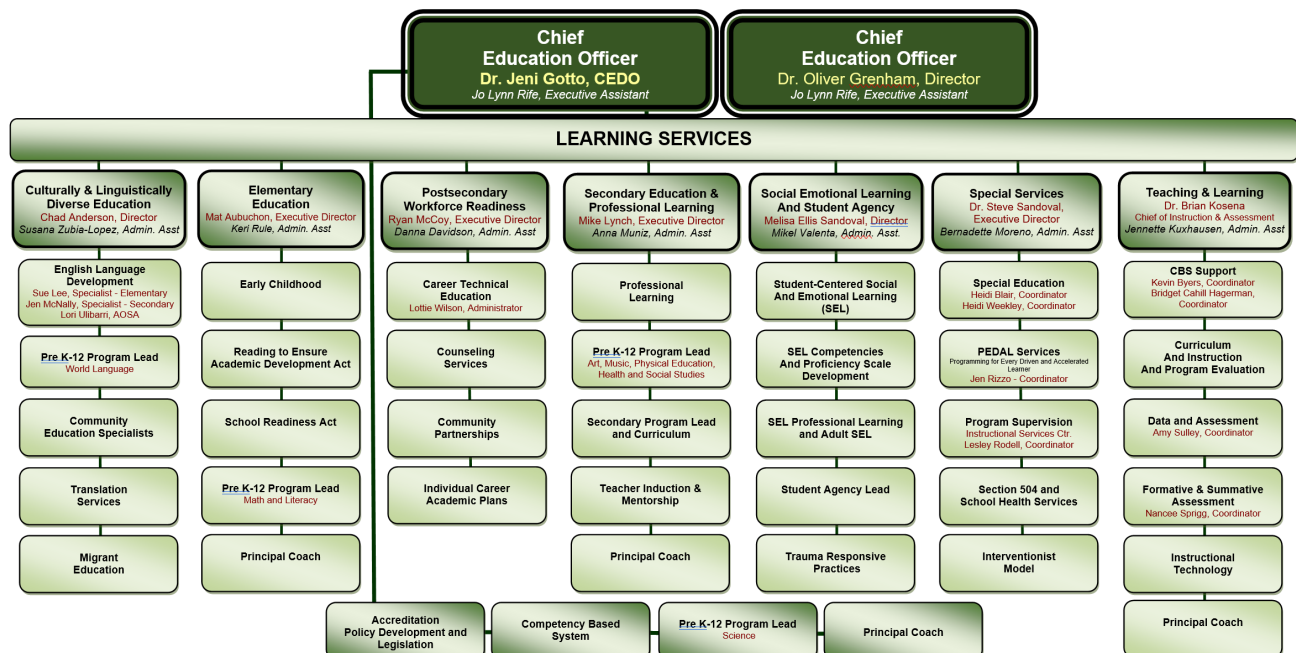 Chief
Education Officer
Dr. Jeni Gotto, CEDO
Jo Lynn Rife, Executive Assistant
Chief
Education Officer
Dr. Oliver Grenham, Director
Jo Lynn Rife, Executive Assistant
LEARNING SERVICES
Culturally & Linguistically
Diverse Education
Chad Anderson, Director
Susana Zubia-Lopez, Admin. Asst
English Language
Development
Sue Lee, Specialist - Elementary
Jen McNally, Specialist - Secondary
Lori Ulibarri, AOSA
Pre K-12 Program Lead
World Language
Community
Education Specialists
Translation
Services
Migrant
Education
Elementary
Education
Mat Aubuchon, Executive Director
Keri Rule, Admin. Asst
Early Childhood
Reading to Ensure
Academic Development Act
School Readiness Act
Pre K-12 Program Lead
Math and Literacy
Principal Coach
Postsecondary
Workforce Readiness
Ryan McCoy, Executive Director
Danna Davidson, Admin. Asst
Career Technical
Education
Lottie Wilson, Administrator
Counseling
Services
Community
Partnerships
Individual Career
Academic Plans
Secondary Education &
Professional Learning
Mike Lynch, Executive Director
Anna Muniz, Admin. Asst
Professional
Learning
Pre K-12 Program Lead
Art, Music, Physical Education,
Health and Social Studies
Secondary Program Lead
and Curriculum
Teacher Induction &
Mentorship
Principal Coach
Social Emotional Learning
And Student Agency
Melisa Ellis Sandoval, Director
Mikel Valenta, Admin. Asst.
Student-Centered Social
And Emotional Learning
(SEL)
SEL Competencies
And Proficiency Scale
Development
SEL Professional Learning
and Adult SEL
Student Agency Lead
Trauma Responsive
Practices
Special Services
Dr. Steve Sandoval,
Executive Director
Bernadette Moreno, Admin. Asst
Special Education
Heidi Blair, Coordinator
Heidi Weekley, Coordinator
PEDAL Services
Programming for Every Driven and Accelerated
Learner
Jen Rizzo - Coordinator
Program Supervision
Instructional Services Ctr.
Lesley Rodell, Coordinator
Section 504 and
School Health Services
Interventionist
Model
Teaching & Learning
Dr. Brian Kosena
Chief of Instruction & Assessment
Jennette Kuxhausen, Admin. Asst
CBS Support
Kevin Byers, Coordinator
Bridget Cahill Hagerman,
Coordinator
Curriculum
And Instruction
And Program Evaluation
Data and Assessment
Amy Sulley, Coordinator
Formative & Summative
Assessment
Nancee Sprigg, Coordinator
Instructional
Technology
Principal Coach
Accreditation
Policy Development and
Legislation
Competency Based
System
Pre K-12 Program Lead
Science
Principal Coach